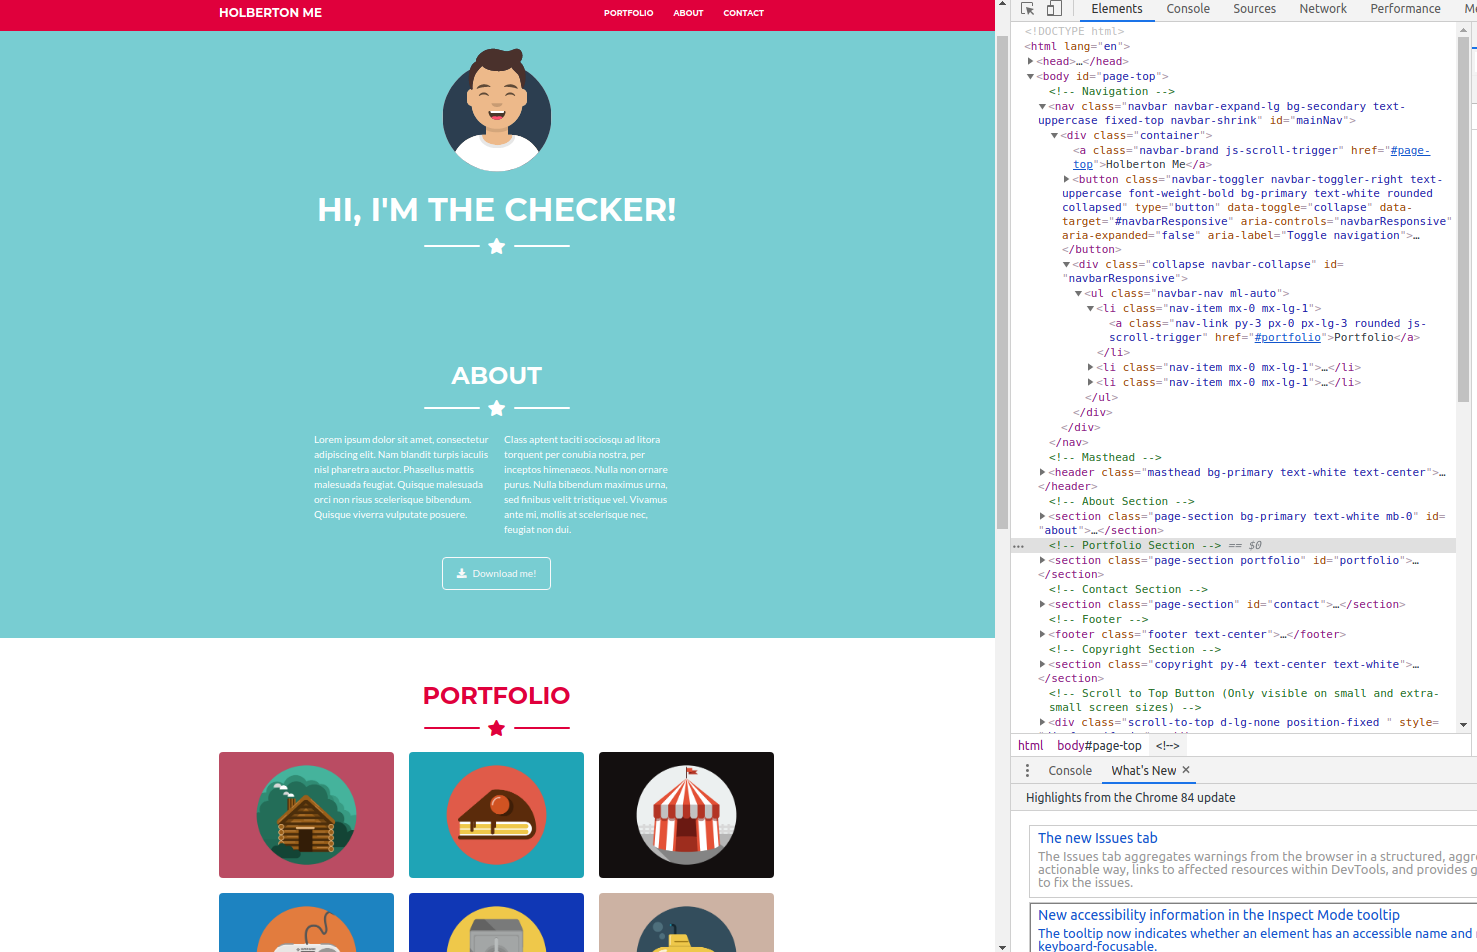 HOLBERTON ME
PORTFOLIO ABOUT CONTACT
HI, I'M THE CHECKER!
ABOUT
Lorem ipsum dolor sit amet, consectetur
adipiscing elit. Nam blandit turpis iaculis
nisl pharetra auctor. Phasellus mattis
malesuada feugiat. Quisque malesuada
orci non risus scelerisque bibendum.
Quisque viverra vulputate posuere.
Class aptent taciti sociosqu ad litora
torquent per conubia nostra, per
inceptos himenaeos. Nulla non ornare
purus. Nulla bibendum maximus urna,
sed finibus velit tristique vel. Vivamus
ante mi, mollis at scelerisque nec,
feugiat non dui.
Download me!
PORTFOLIO
Elements Console Sources Network Performance
<!DOCTYPE html>
<html lang="en">
<head>…</head>
<body id="page-top">
<!-- Navigation -->
<nav class="navbar navbar-expand-lg bg-secondary text-
uppercase fixed-top navbar-shrink" id="mainNav">
<div class="container">
<a class="navbar-brand js-scroll-trigger" href="#page-
top">Holberton Me</a>
<button class="navbar-toggler navbar-toggler-right text-
uppercase font-weight-bold bg-primary text-white rounded
collapsed" type="button" data-toggle="collapse" data-
target="#navbarResponsive" aria-controls="navbarResponsive"
aria-expanded="false" aria-label="Toggle navigation">…
</button>
<div class="collapse navbar-collapse" id=
"navbarResponsive">
<ul class="navbar-nav ml-auto">
<li class="nav-item mx-0 mx-lg-1">
<a class="nav-link py-3 px-0 px-lg-3 rounded js-
scroll-trigger" href="#portfolio">Portfolio</a>
</li>
<li class="nav-item mx-0 mx-lg-1">…</li>
<li class="nav-item mx-0 mx-lg-1">…</li>
</ul>
</div>
</div>
</nav>
<!-- Masthead -->
<header class="masthead bg-primary text-white text-center">…
</header>
<!-- About Section -->
<section class="page-section bg-primary text-white mb-0" id=
"about">…</section>
<!-- Portfolio Section --> == $0
<section class="page-section portfolio" id="portfolio">…
</section>
<!-- Contact Section -->
<section class="page-section" id="contact">…</section>
<!-- Footer -->
<footer class="footer text-center">…</footer>
<!-- Copyright Section -->
<section class="copyright py-4 text-center text-white">…
</section>
<!-- Scroll to Top Button (Only visible on small and extra-
small screen sizes) -->
<div class="scroll-to-top d-lg-none position-fixed " style=
html body#page-top <!-->
Console What's New ×
Highlights from the Chrome 84 update
The new Issues tab
The Issues tab aggregates warnings from the browser in a structured,
actionable way, links to affected resources within DevTools, and provides
to fix the issues.
New accessibility information in the Inspect Mode tooltip
The tooltip now indicates whether an element has an accessible name and
keyboard-focusable.